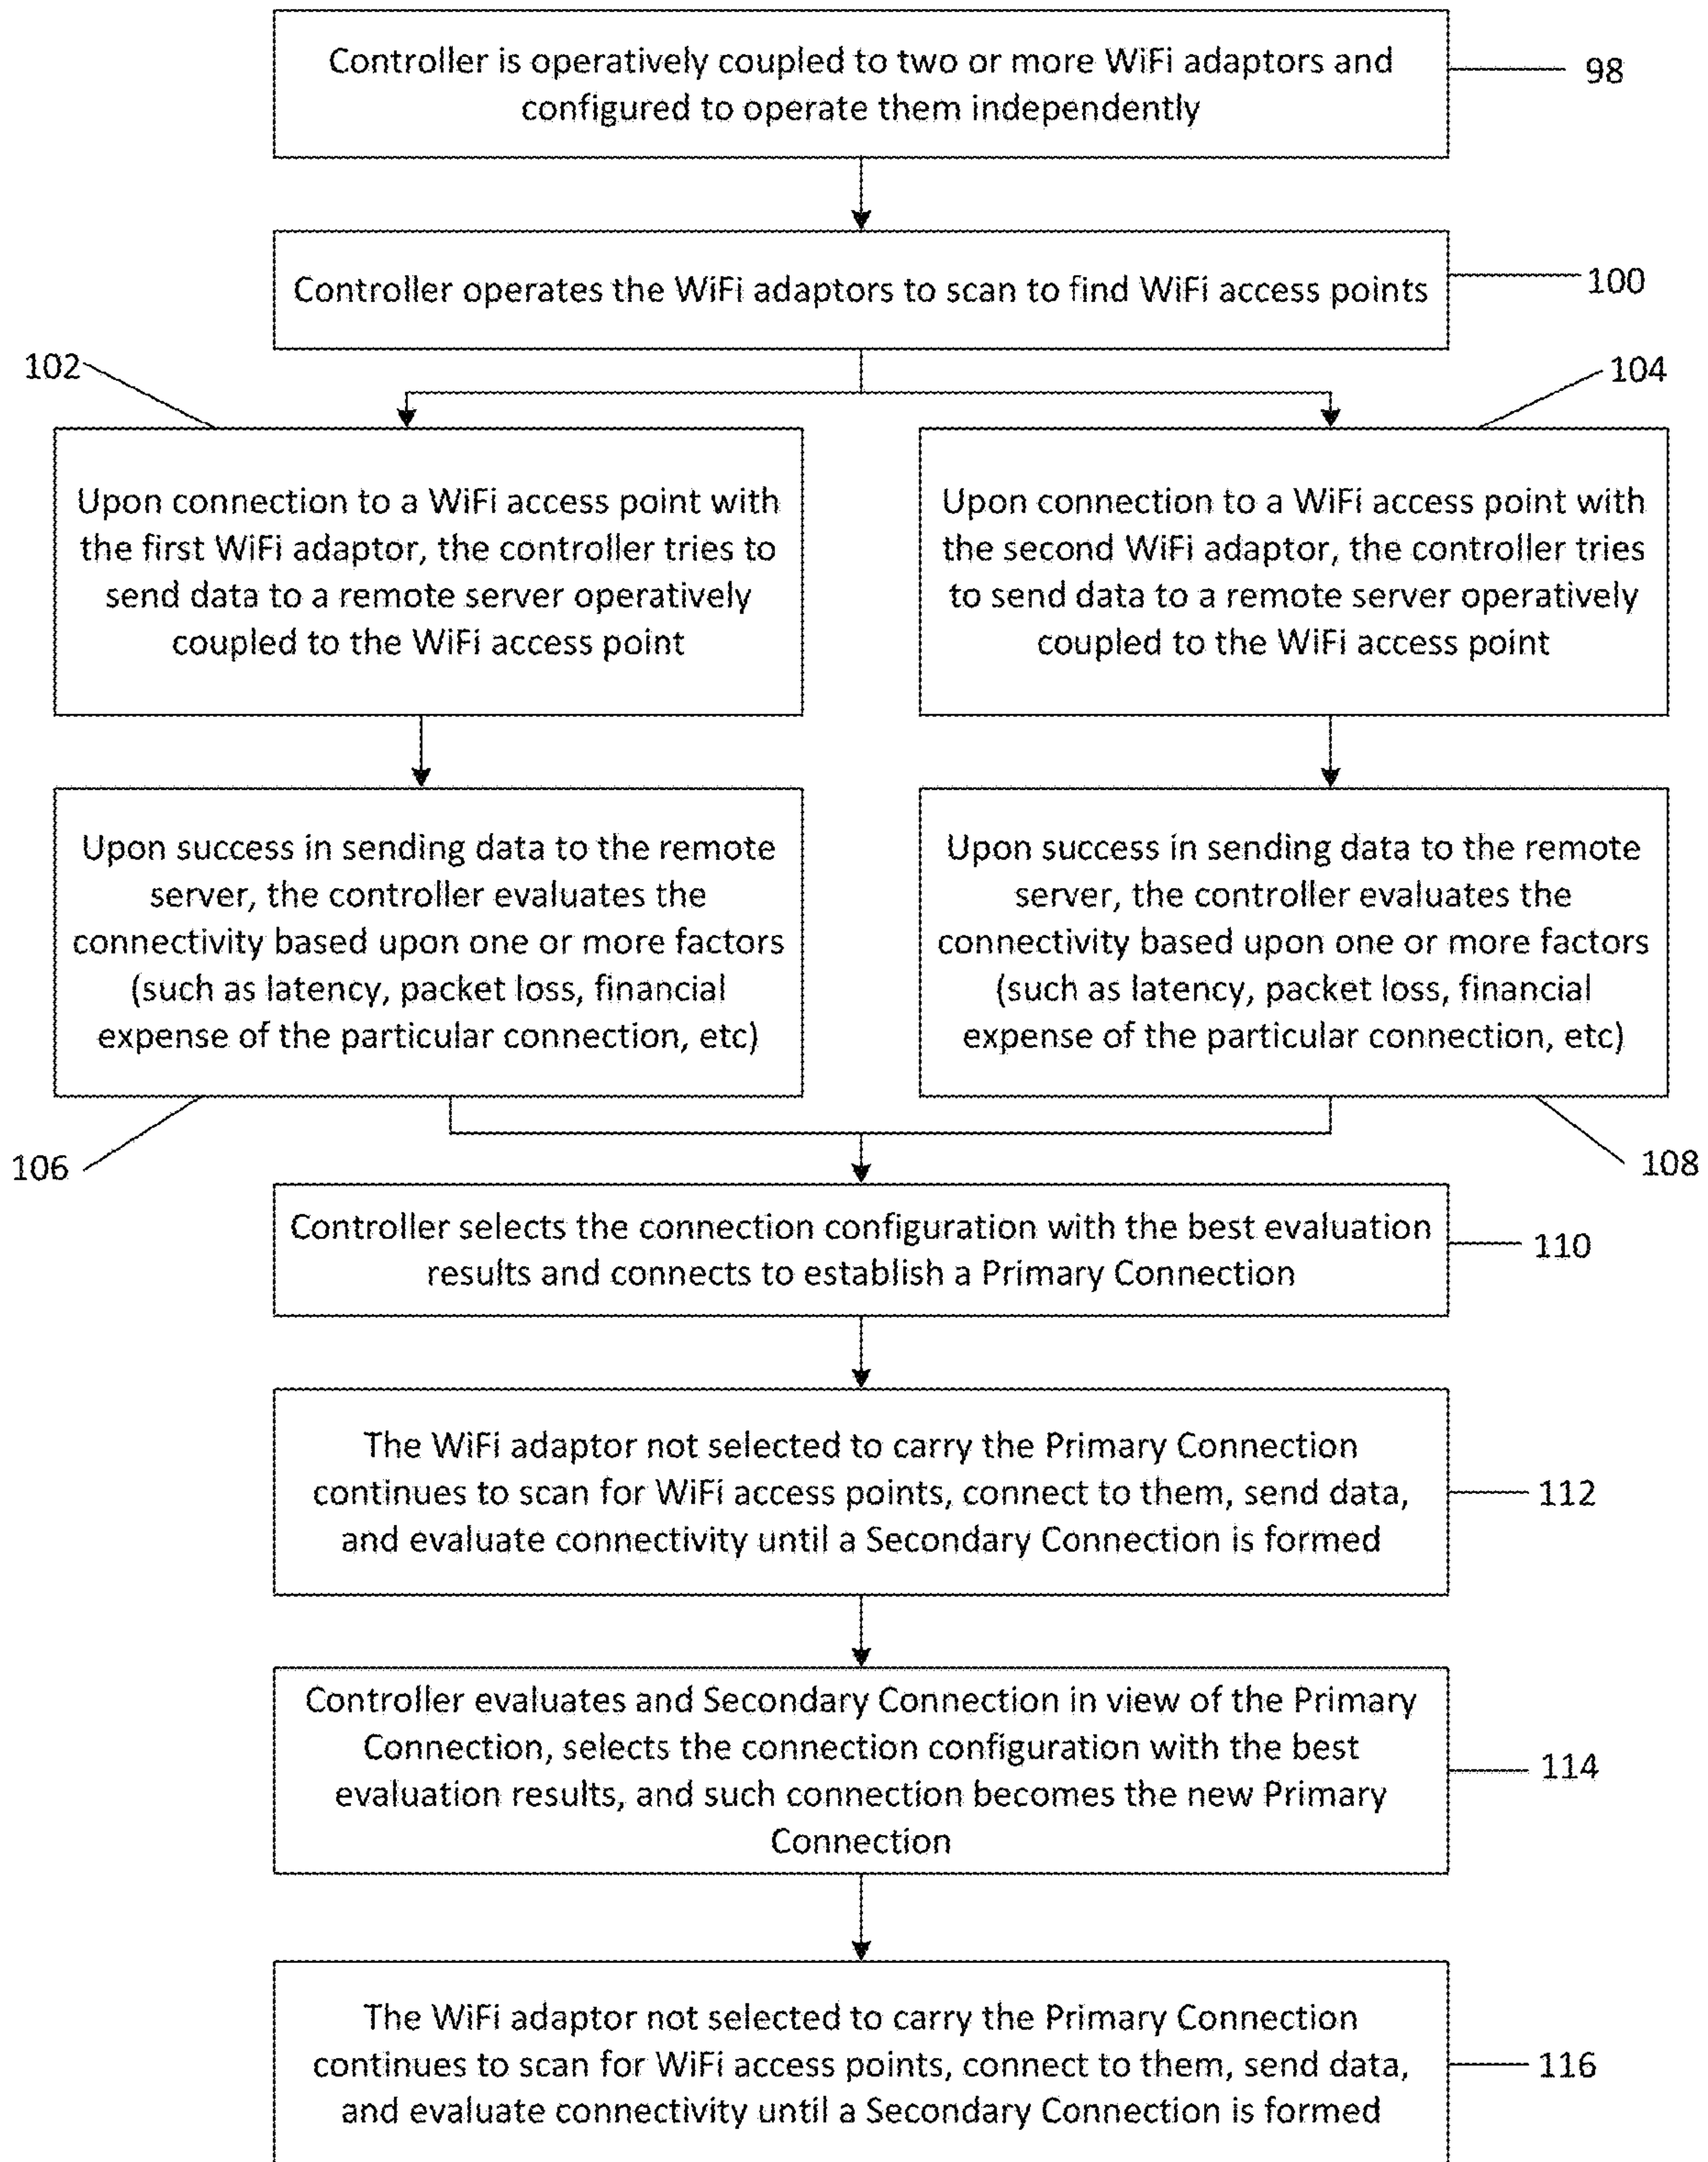 Controller is operatively coupled to two or more WiFi adaptors and
configured to operate them independently
98
Controller operates the WiFi adaptors to scan to find WiFi access points
100
102
104
Upon connection to a WiFi access point with
the first WiFi adaptor, the controller tries to
send data to a remote server operatively
coupled to the WiFi access point
Upon connection to a WiFi access point with
the second WiFi adaptor, the controller tries
to send data to a remote server operatively
coupled to the WiFi access point
Upon success in sending data to the remote
server, the controller evaluates the
connectivity based upon one or more factors
(such as latency, packet loss, financial
expense of the particular connection, etc)
Upon success in sending data to the remote
server, the controller evaluates the
connectivity based upon one or more factors
(such as latency, packet loss, financial
expense of the particular connection, etc)
106
108
Controller selects the connection configuration with the best evaluation
results and connects to establish a Primary Connection
110
The WiFi adaptor not selected to carry the Primary Connection
continues to scan for WiFi access points, connect to them, send data,
and evaluate connectivity until a Secondary Connection is formed
112
Controller evaluates and Secondary Connection in view of the Primary
Connection, selects the connection configuration with the best
evaluation results, and such connection becomes the new Primary
Connection
114
The WiFi adaptor not selected to carry the Primary Connection
continues to scan for WiFi access points, connect to them, send data,
and evaluate connectivity until a Secondary Connection is formed
116